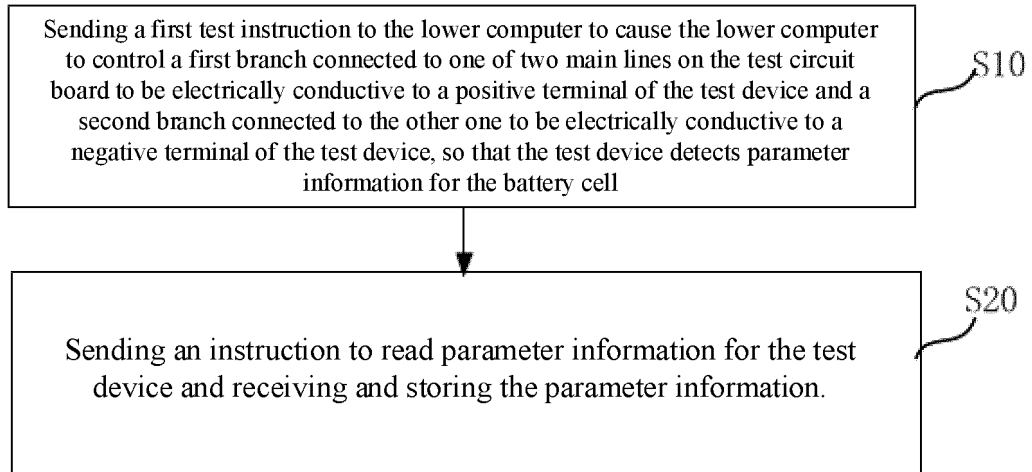 Sending a first test instruction to the lower computer to cause the lower computer
to control a first branch connected to one of two main lines on the test circuit
board to be electrically conductive to a positive terminal of the test device and a
second branch connected to the other one to be electrically conductive to a
negative terminal of the test device, so that the test device detects parameter
information for the battery cell
S10
Sending an instruction to read parameter information for the test
device and receiving and storing the parameter information.
S20